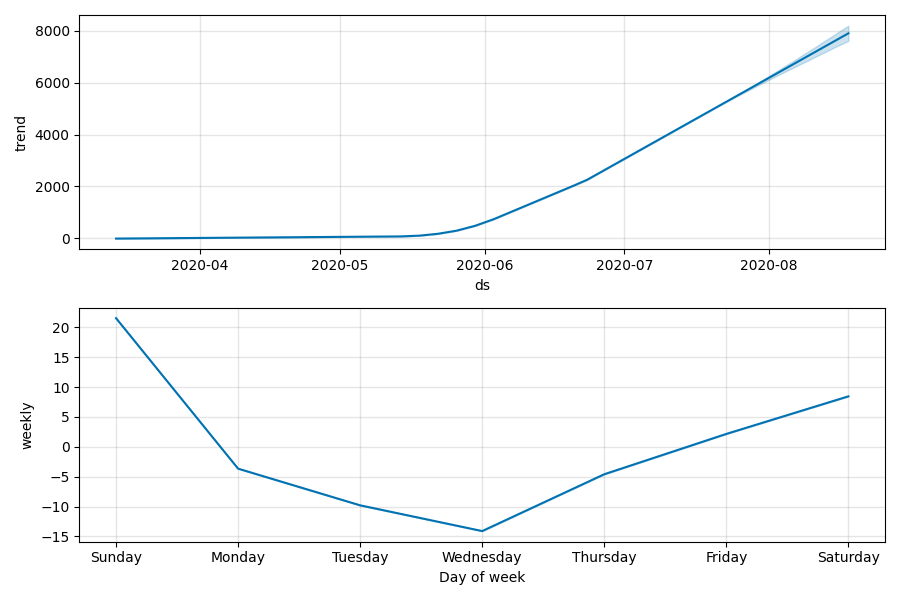 8000
6000
4000
2000
0
trend
2020-04 2020-05 2020-06 2020-07 2020-08
ds
20
15
10
5
0
−5
−10
−15
weekly
Sunday Monday Tuesday Wednesday Thursday Friday Saturday
Day of week